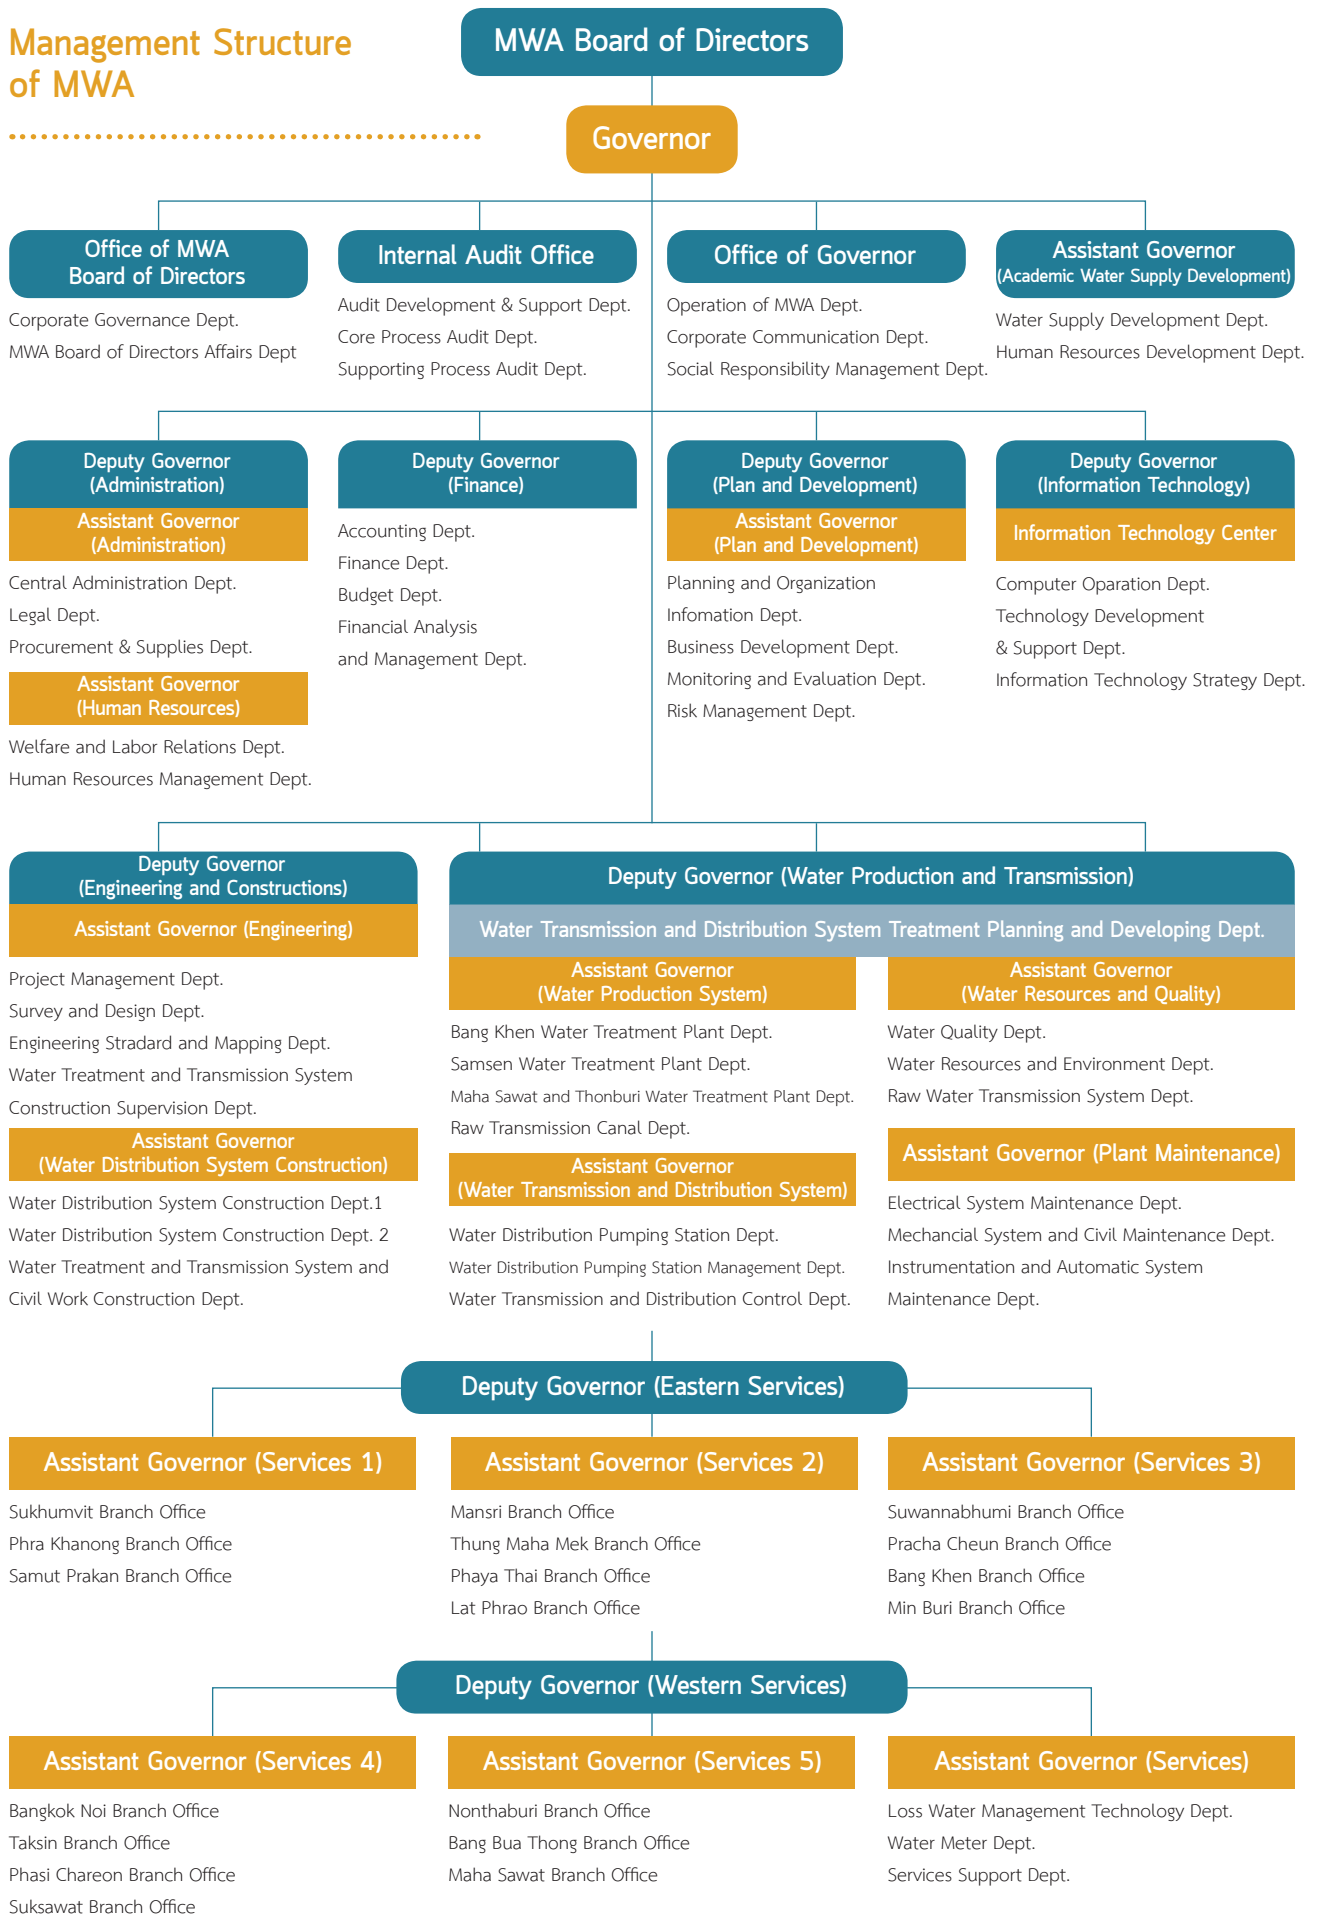 Management Structure
of MWA
MWA Board of Directors
Governor
Office of MWA
Board of Directors
Corporate Governance Dept.
MWA Board of Directors Affairs Dept
Internal Audit Office
Audit Development & Support Dept.
Core Process Audit Dept.
Supporting Process Audit Dept.
Office of Governor
Operation of MWA Dept.
Corporate Communication Dept.
Social Responsibility Management Dept.
Assistant Governor
(Academic Water Supply Development)
Water Supply Development Dept.
Human Resources Development Dept.
Deputy Governor
(Administration)
Assistant Governor
(Administration)
Central Administration Dept.
Legal Dept.
Procurement & Supplies Dept.
Assistant Governor
(Human Resources)
Welfare and Labor Relations Dept.
Human Resources Management Dept.
Deputy Governor
(Finance)
Accounting Dept.
Finance Dept.
Budget Dept.
Financial Analysis
and Management Dept.
Deputy Governor
(Plan and Development)
Assistant Governor
(Plan and Development)
Planning and Organization
Infomation Dept.
Business Development Dept.
Monitoring and Evaluation Dept.
Risk Management Dept.
Deputy Governor
(Information Technology)
Information Technology Center
Computer Oparation Dept.
Technology Development
& Support Dept.
Information Technology Strategy Dept.
Deputy Governor
(Engineering and Constructions)
Assistant Governor (Engineering)
Project Management Dept.
Survey and Design Dept.
Engineering Stradard and Mapping Dept.
Water Treatment and Transmission System
Construction Supervision Dept.
Assistant Governor
(Water Distribution System Construction)
Water Distribution System Construction Dept.1
Water Distribution System Construction Dept. 2
Water Treatment and Transmission System and
Civil Work Construction Dept.
Deputy Governor (Water Production and Transmission)
Water Transmission and Distribution System Treatment Planning and Developing Dept.
Assistant Governor
(Water Production System)
Bang Khen Water Treatment Plant Dept.
Samsen Water Treatment Plant Dept.
Maha Sawat and Thonburi Water Treatment Plant Dept.
Raw Transmission Canal Dept.
Assistant Governor
(Water Transmission and Distribution System)
Water Distribution Pumping Station Dept.
Water Distribution Pumping Station Management Dept.
Water Transmission and Distribution Control Dept.
Assistant Governor
(Water Resources and Quality)
Water Quality Dept.
Water Resources and Environment Dept.
Raw Water Transmission System Dept.
Assistant Governor (Plant Maintenance)
Electrical System Maintenance Dept.
Mechancial System and Civil Maintenance Dept.
Instrumentation and Automatic System
Maintenance Dept.
Deputy Governor (Eastern Services)
Assistant Governor (Services 1)
Sukhumvit Branch Office
Phra Khanong Branch Office
Samut Prakan Branch Office
Assistant Governor (Services 2)
Mansri Branch Office
Thung Maha Mek Branch Office
Phaya Thai Branch Office
Lat Phrao Branch Office
Assistant Governor (Services 3)
Suwannabhumi Branch Office
Pracha Cheun Branch Office
Bang Khen Branch Office
Min Buri Branch Office
Deputy Governor (Western Services)
Assistant Governor (Services 4)
Bangkok Noi Branch Office
Taksin Branch Office
Phasi Chareon Branch Office
Suksawat Branch Office
Assistant Governor (Services 5)
Nonthaburi Branch Office
Bang Bua Thong Branch Office
Maha Sawat Branch Office
Assistant Governor (Services)
Loss Water Management Technology Dept.
Water Meter Dept.
Services Support Dept.